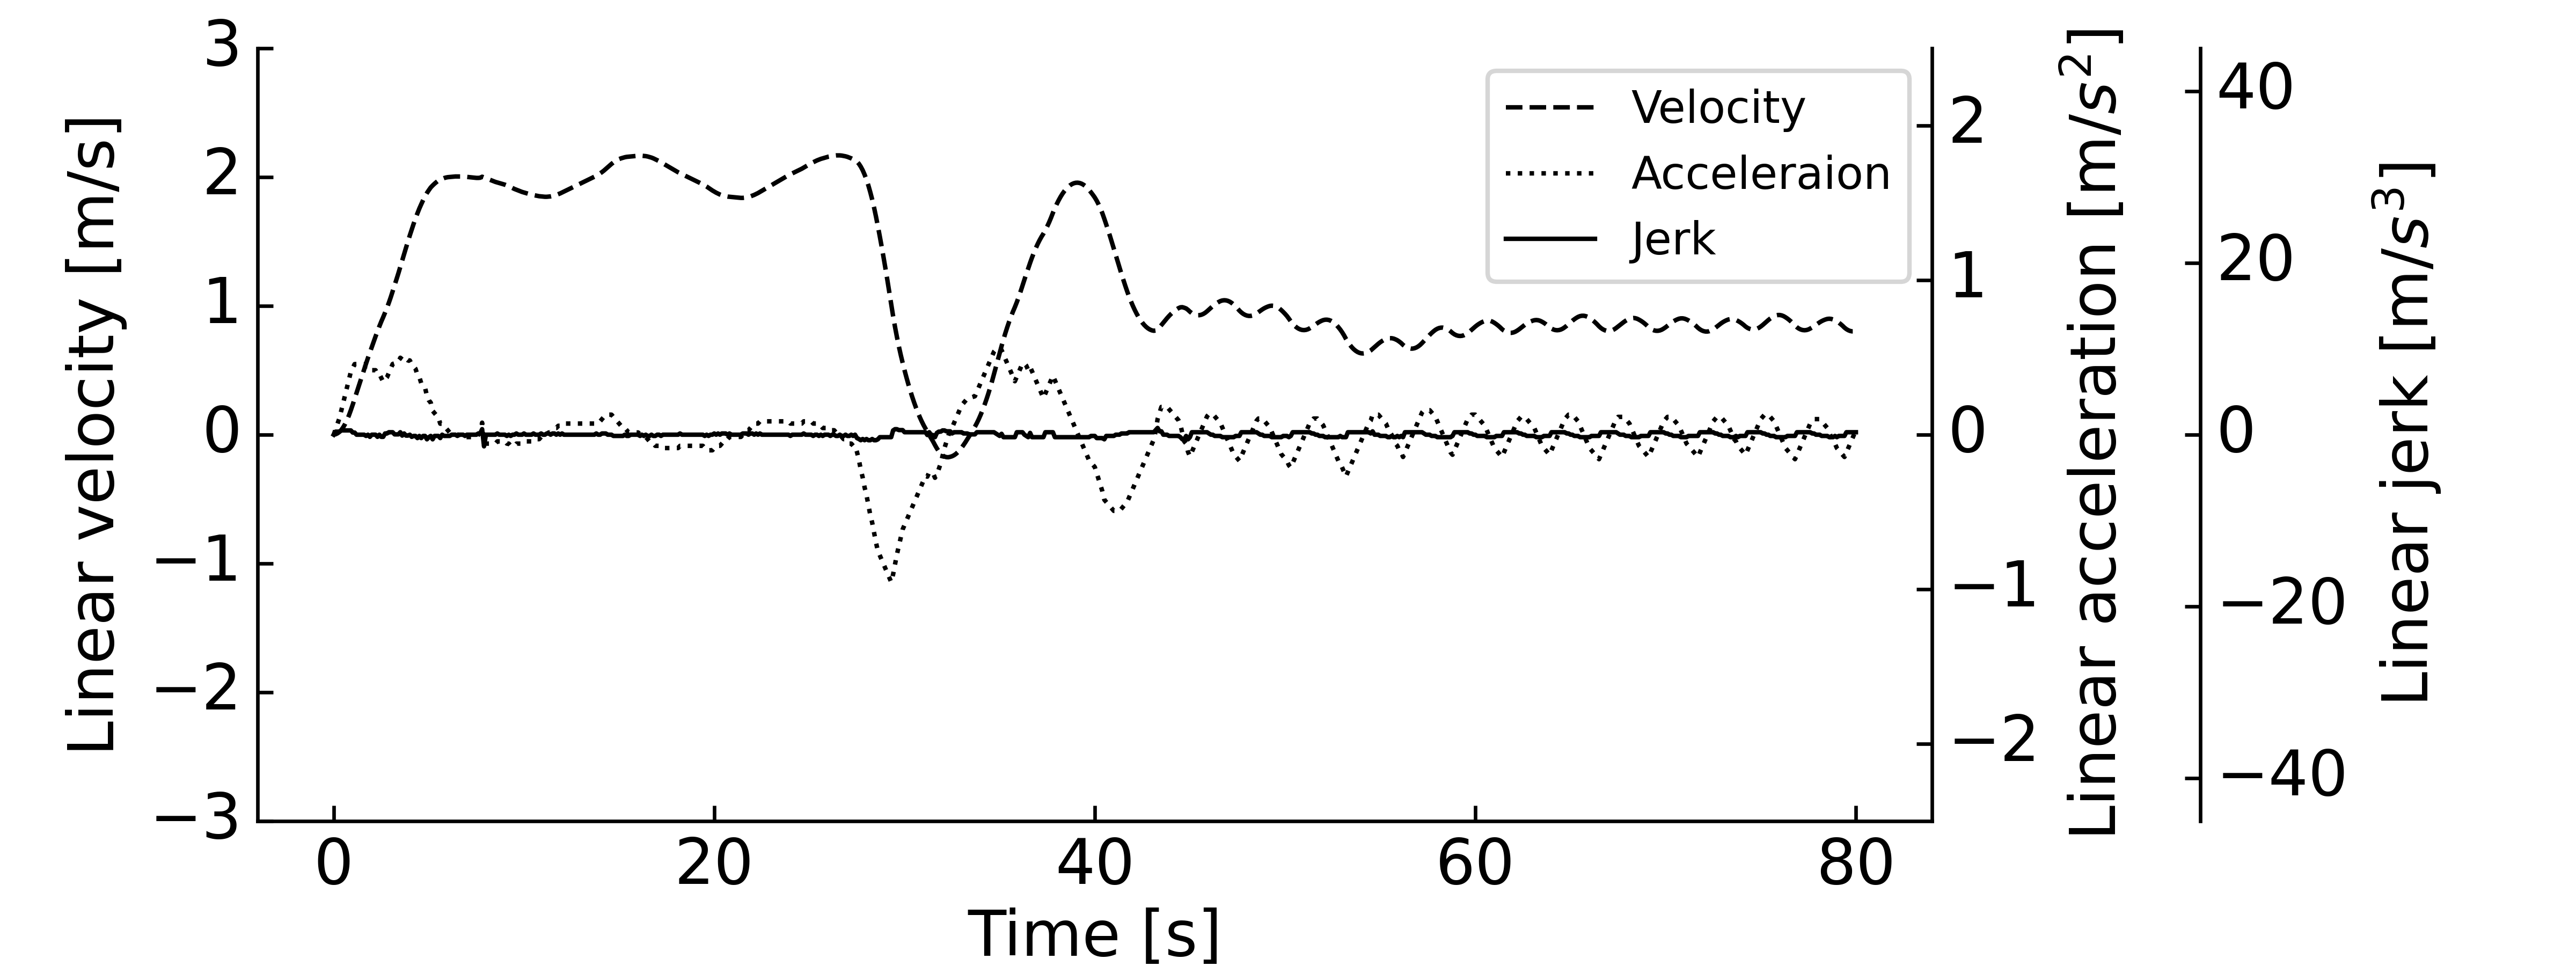 Linear velocity [m/s]
3
2
1
0
−1
−2
−3
0 20 40 60 80
Time [s]
Velocity
Acceleraion
Jerk
2
1
0
−1
−2
Linear acceleration [m/s²]
40
20
0
−20
−40
Linear jerk [m/s³]